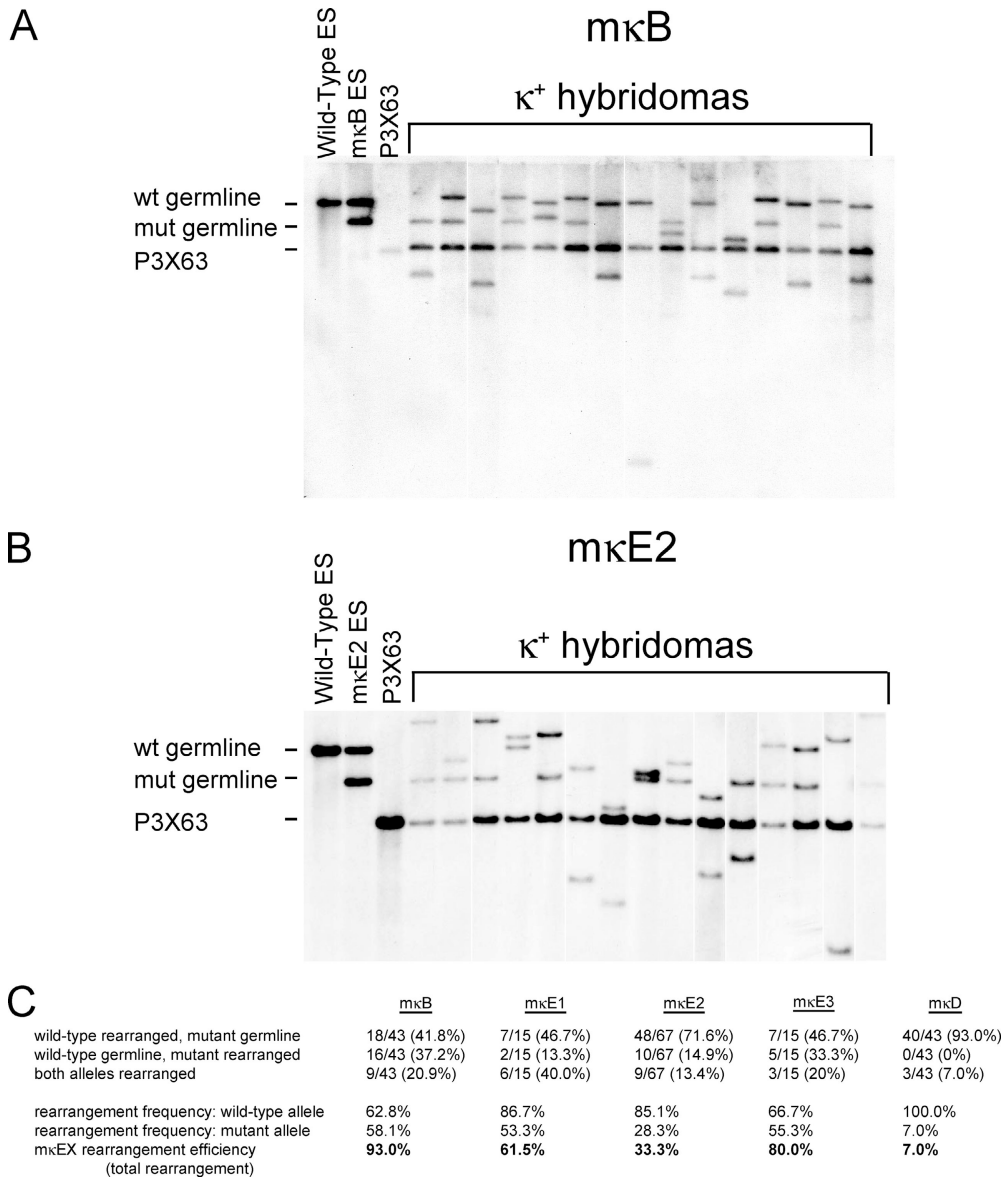 A
mκB
Wild-Type ES
mκB ES
P3X63
κ+ hybridomas
wt germline
mut germline
P3X63
B
mκE2
Wild-Type ES
mκE2 ES
P3X63
κ+ hybridomas
wt germline
mut germline
P3X63
C
mκB mκE1 mκE2 mκE3 mκD
wild-type rearranged, mutant germline 18/43 (41.8%) 7/15 (46.7%) 48/67 (71.6%) 7/15 (46.7%) 40/43 (93.0%)
wild-type germline, mutant rearranged 16/43 (37.2%) 2/15 (13.3%) 10/67 (14.9%) 5/15 (33.3%) 0/43 (0%)
both alleles rearranged 9/43 (20.9%) 6/15 (40.0%) 9/67 (13.4%) 3/15 (20%) 3/43 (7.0%)
rearrangement frequency: wild-type allele 62.8% 86.7% 85.1% 66.7% 100.0%
rearrangement frequency: mutant allele 58.1% 53.3% 28.3% 55.3% 7.0%
mκEX rearrangement efficiency 93.0% 61.5% 33.3% 80.0% 7.0%
(total rearrangement)